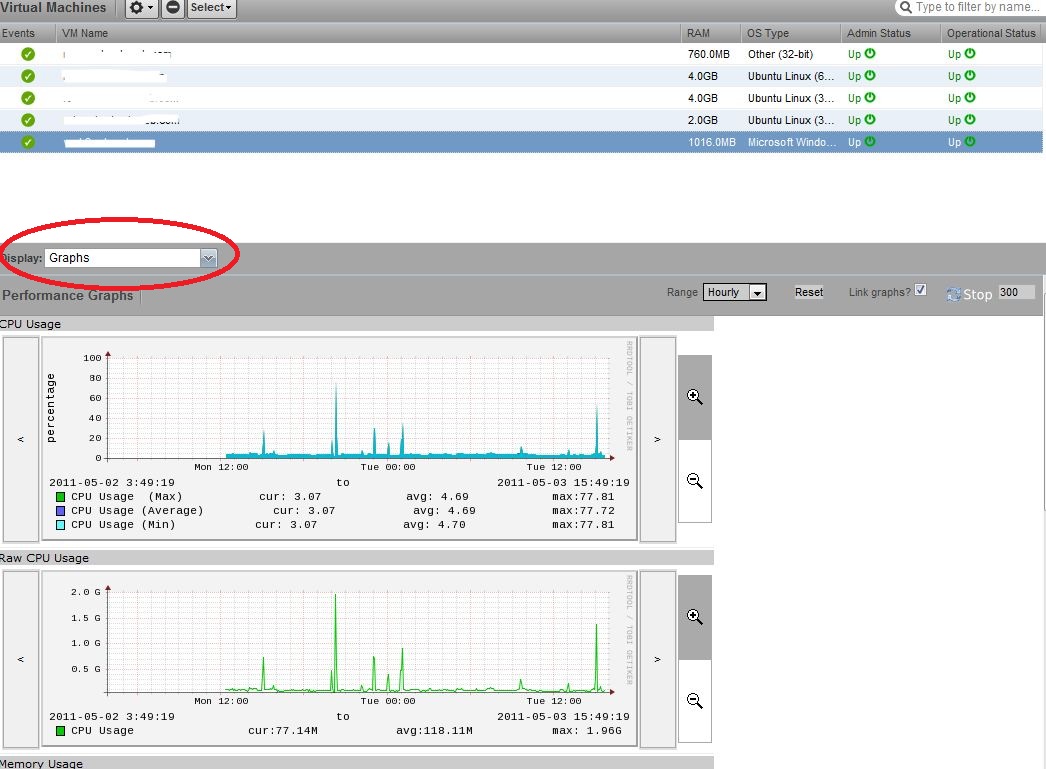 Virtual Machines Select Type to filter by name...
Events VM Name RAM OS Type Admin Status Operational Status
760.0MB Other (32-bit) Up Up
4.0GB Ubuntu Linux (6... Up Up
4.0GB Ubuntu Linux (3... Up Up
2.0GB Ubuntu Linux (3... Up Up
1016.0MB Microsoft Windo... Up Up
Display: Graphs
Performance Graphs Range Hourly Reset Link graphs? Stop 300
CPU Usage
RRDTOOL / TOBI OETIKER
percentage
100
80
60
40
20
0
Mon 12:00 Tue 00:00 Tue 12:00
2011-05-02 3:49:19 to 2011-05-03 15:49:19
CPU Usage (Max) cur: 3.07 avg: 4.69 max:77.81
CPU Usage (Average) cur: 3.07 avg: 4.69 max:77.72
CPU Usage (Min) cur: 3.07 avg: 4.70 max:77.81
< >
Raw CPU Usage
RRDTOOL / TOBI OETIKER
2.0 G
1.5 G
1.0 G
0.5 G
Mon 12:00 Tue 00:00 Tue 12:00
2011-05-02 3:49:19 to 2011-05-03 15:49:19
CPU Usage cur:77.14M avg:118.11M max: 1.96G
< >
Memory Usage